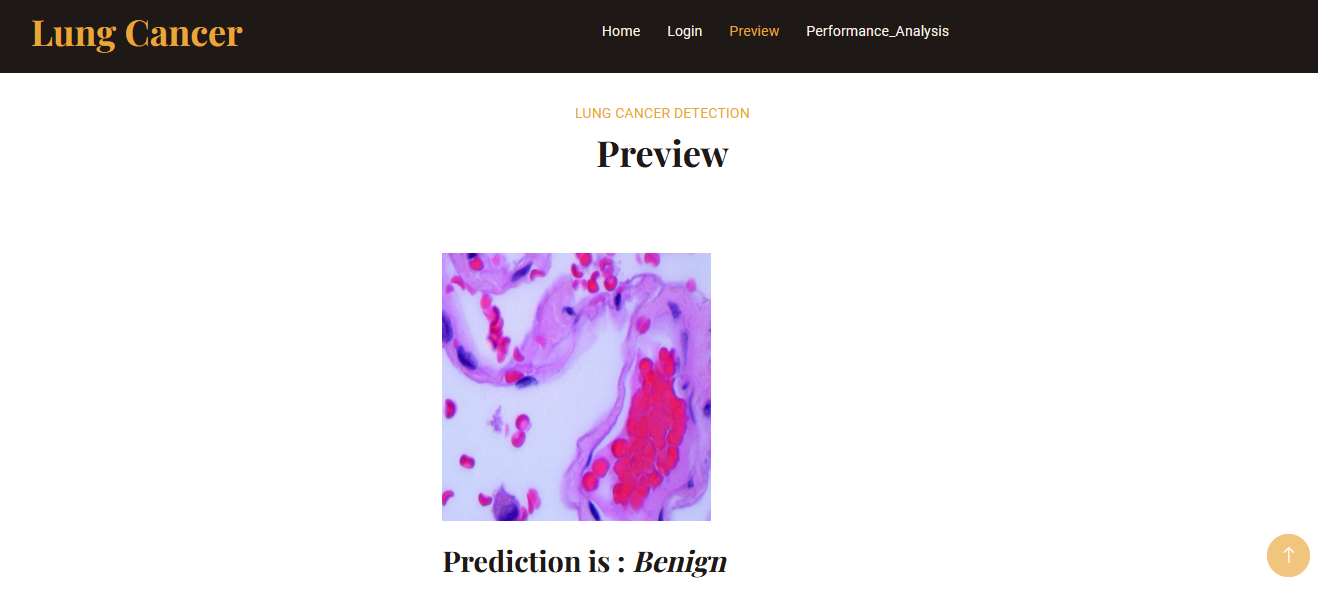 Lung Cancer
Home Login Preview Performance_Analysis
LUNG CANCER DETECTION
Preview
Prediction is : Benign